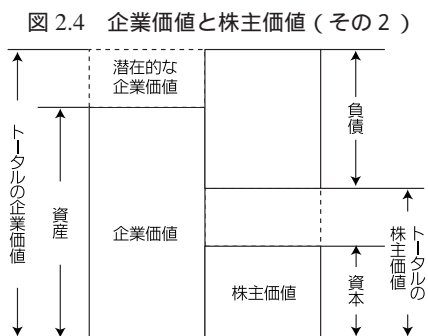 図2.4　企業価値と株主価値(その2)
潜在的な
企業価値
トータルの企業価値
資産
企業価値
負債
株主価値
資本
トータルの
株主価値